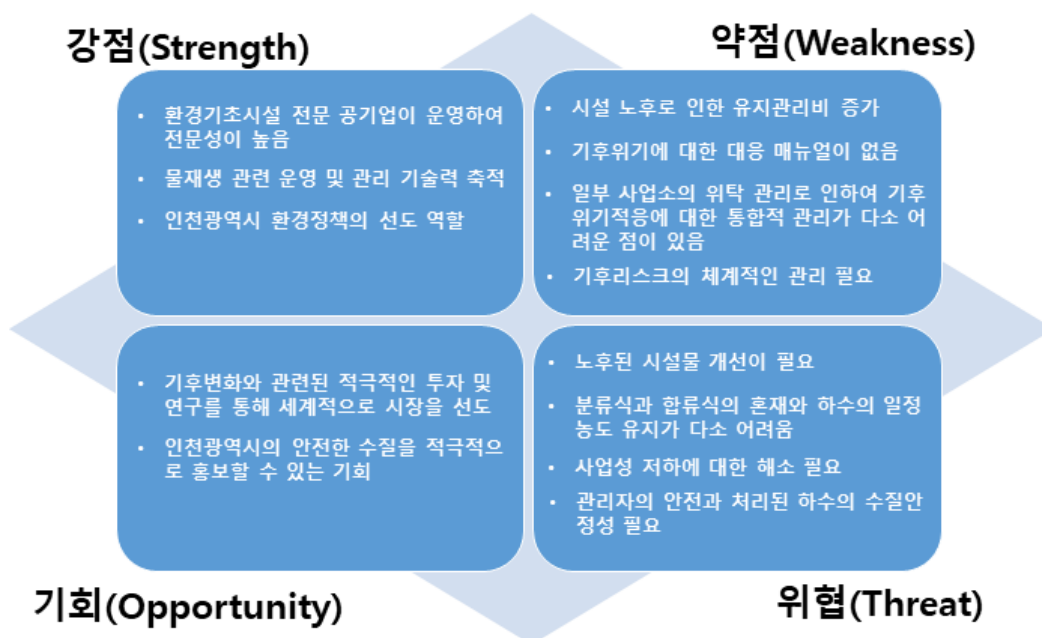 강점(Strength)
• 환경기초시설 전문 공기업이 운영하여
전문성이 높음
• 물재생 관련 운영 및 관리 기술력 축적
• 인천광역시 환경정책의 선도 역할
약점(Weakness)
• 시설 노후로 인한 유지관리비 증가
• 기후위기에 대한 대응 매뉴얼이 없음
• 일부 사업소의 위탁 관리로 인하여 기후
위기적응에 대한 통합적 관리가 다소 어
려운 점이 있음
• 기후리스크의 체계적인 관리 필요
• 기후변화와 관련된 적극적인 투자 및
연구를 통해 세계적으로 시장을 선도
• 인천광역시의 안전한 수질을 적극적으
로 홍보할 수 있는 기회
기회(Opportunity)
• 노후된 시설물 개선이 필요
• 분류식과 합류식의 혼재와 하수의 일정
농도 유지가 다소 어려움
• 사업성 저하에 대한 해소 필요
• 관리자의 안전과 처리된 하수의 수질안
정성 필요
위협(Threat)